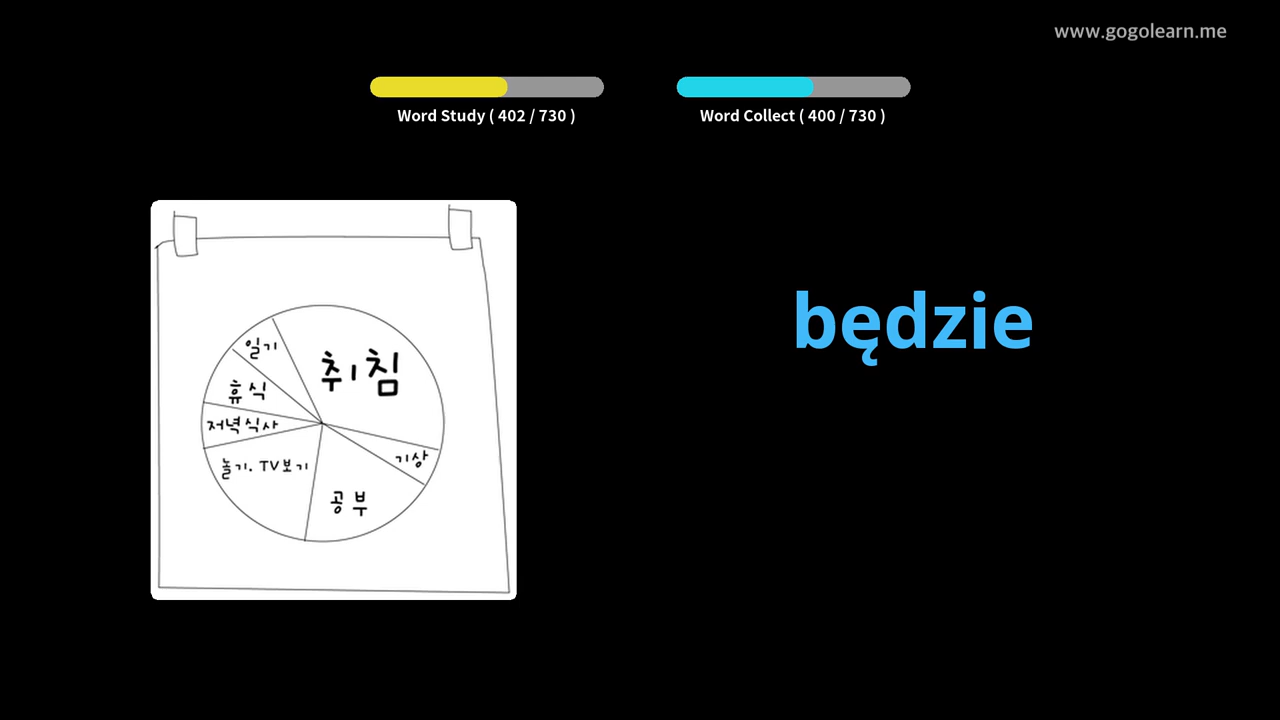 www.gogolearn.me
Word Study ( 402 / 730 )
Word Collect ( 400 / 730 )
będzie
일기
취침
휴식
저녁식사
기상
놀기. TV보기
공부